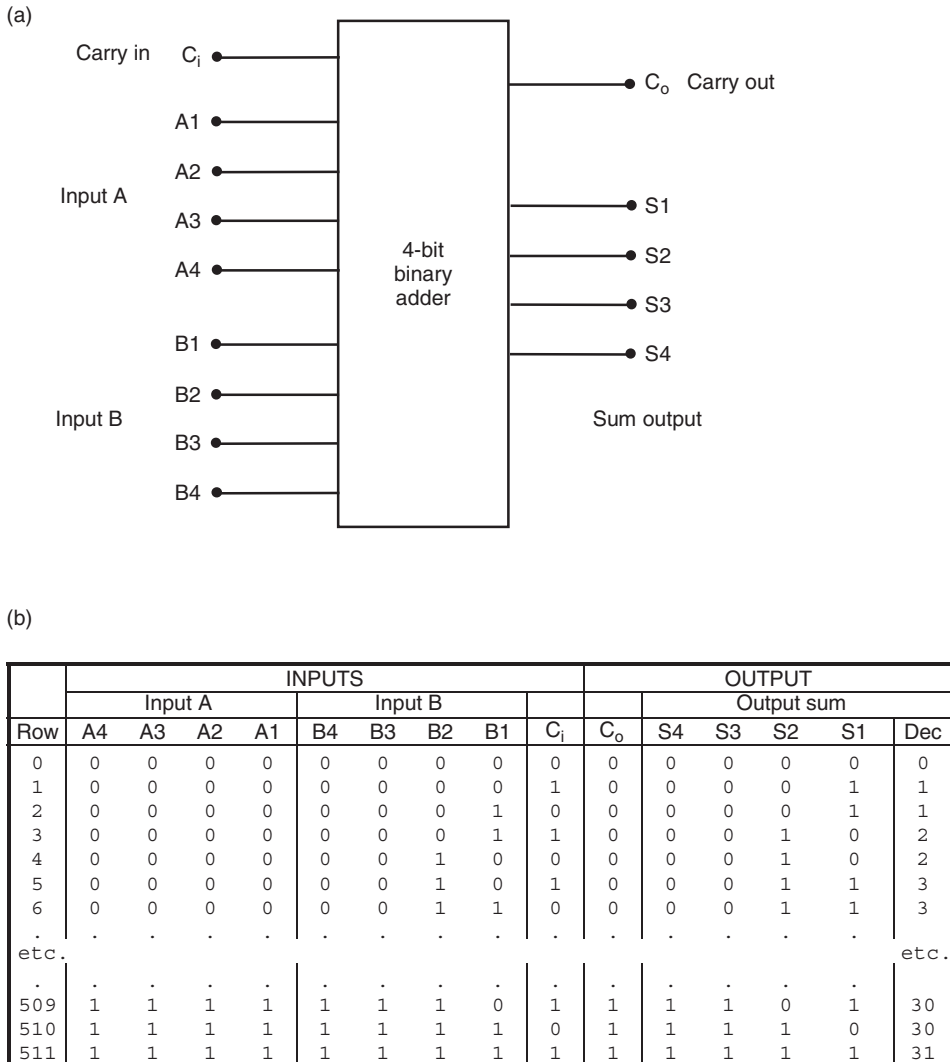 (a)
Carry in Ci
Co Carry out
A1
A2
Input A
A3
A4
S1
S2
S3
S4
4-bit
binary
adder
B1
B2
Input B
B3
B4
Sum output
(b)
INPUTS OUTPUT
Input A Input B Output sum
Row A4 A3 A2 A1 B4 B3 B2 B1 Ci Co S4 S3 S2 S1 Dec
0 0 0 0 0 0 0 0 0 0 0 0 0 0 0 0
1 0 0 0 0 0 0 0 0 1 0 0 0 0 1 1
2 0 0 0 0 0 0 0 1 0 0 0 0 0 1 1
3 0 0 0 0 0 0 0 1 1 0 0 0 1 0 2
4 0 0 0 0 0 0 1 0 0 0 0 0 1 0 2
5 0 0 0 0 0 0 1 0 1 0 0 0 1 1 3
6 0 0 0 0 0 0 1 1 0 0 0 0 1 1 3
. . . . . . . . . . . . . .
etc. etc.
. . . . . . . . . . . . . .
509 1 1 1 1 1 1 1 0 1 1 1 1 0 1 30
510 1 1 1 1 1 1 1 1 0 1 1 1 1 0 30
511 1 1 1 1 1 1 1 1 1 1 1 1 1 1 31